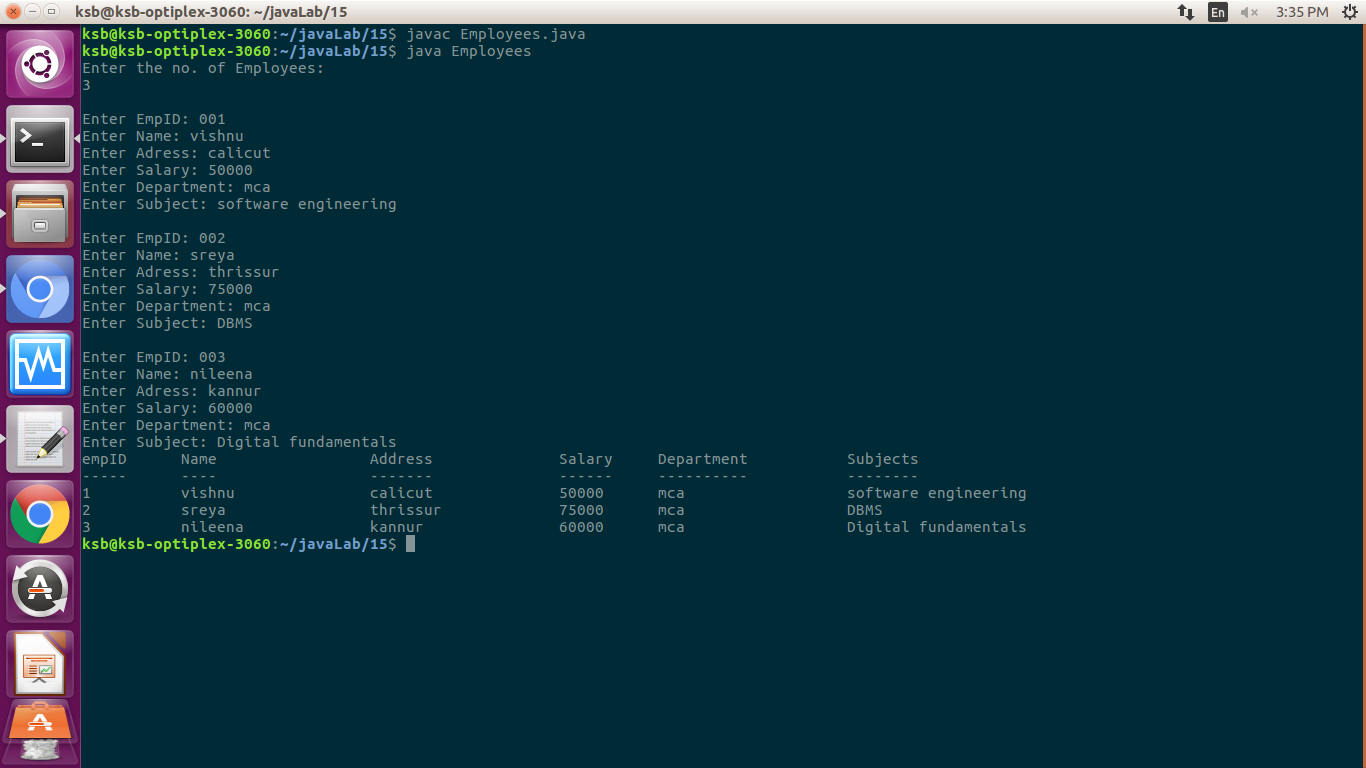 ksb@ksb-optiplex-3060: ~/javaLab/15
En
3:35 PM
ksb@ksb-optiplex-3060:~/javaLab/15$ javac Employees.java
ksb@ksb-optiplex-3060:~/javaLab/15$ java Employees
Enter the no. of Employees:
3
Enter EmpID: 001
Enter Name: vishnu
Enter Adress: calicut
Enter Salary: 50000
Enter Department: mca
Enter Subject: software engineering
Enter EmpID: 002
Enter Name: sreya
Enter Adress: thrissur
Enter Salary: 75000
Enter Department: mca
Enter Subject: DBMS
Enter EmpID: 003
Enter Name: nileena
Enter Adress: kannur
Enter Salary: 60000
Enter Department: mca
Enter Subject: Digital fundamentals
empID Name Address Salary Department Subjects
----- ---- ------- ------ ---------- --------
1 vishnu calicut 50000 mca software engineering
2 sreya thrissur 75000 mca DBMS
3 nileena kannur 60000 mca Digital fundamentals
ksb@ksb-optiplex-3060:~/javaLab/15$